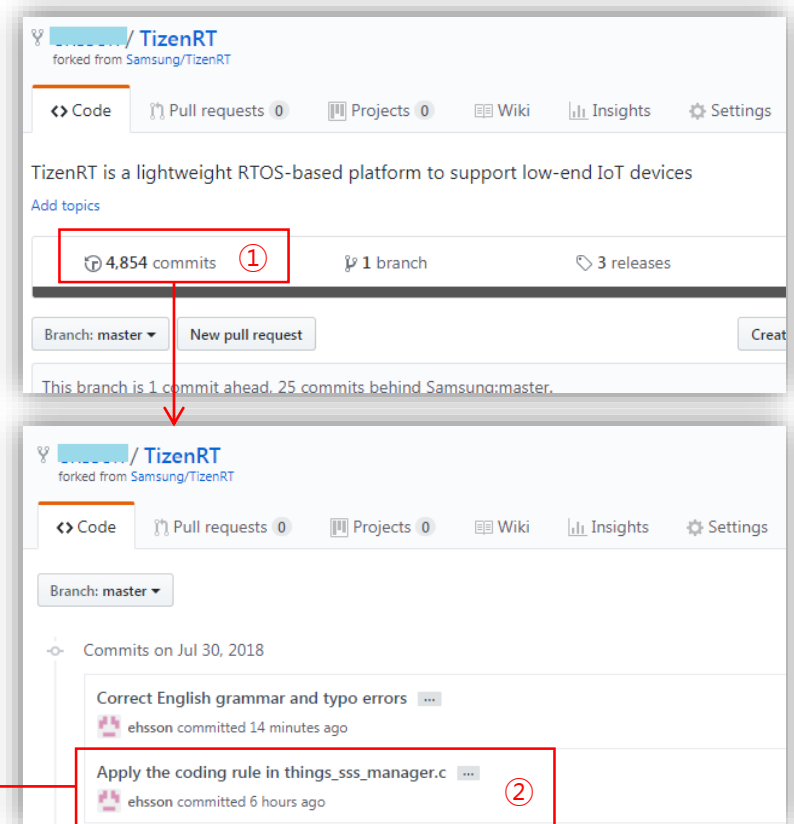 / TizenRT
forked from Samsung/TizenRT
<> Code Pull requests 0 Projects 0 Wiki Insights Settings
TizenRT is a lightweight RTOS-based platform to support low-end IoT devices
Add topics
4,854 commits ① 1 branch 3 releases
Branch: master New pull request Creat
This branch is 1 commit ahead, 25 commits behind Samsung:master.
/ TizenRT
forked from Samsung/TizenRT
<> Code Pull requests 0 Projects 0 Wiki Insights Settings
Branch: master
Commits on Jul 30, 2018
Correct English grammar and typo errors ...
ehsson committed 14 minutes ago
Apply the coding rule in things_sss_manager.c ...
ehsson committed 6 hours ago ②